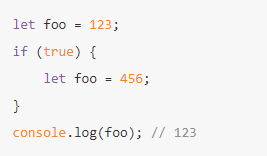 let foo = 123;
if (true) {
    let foo = 456;
}
console.log(foo); // 123